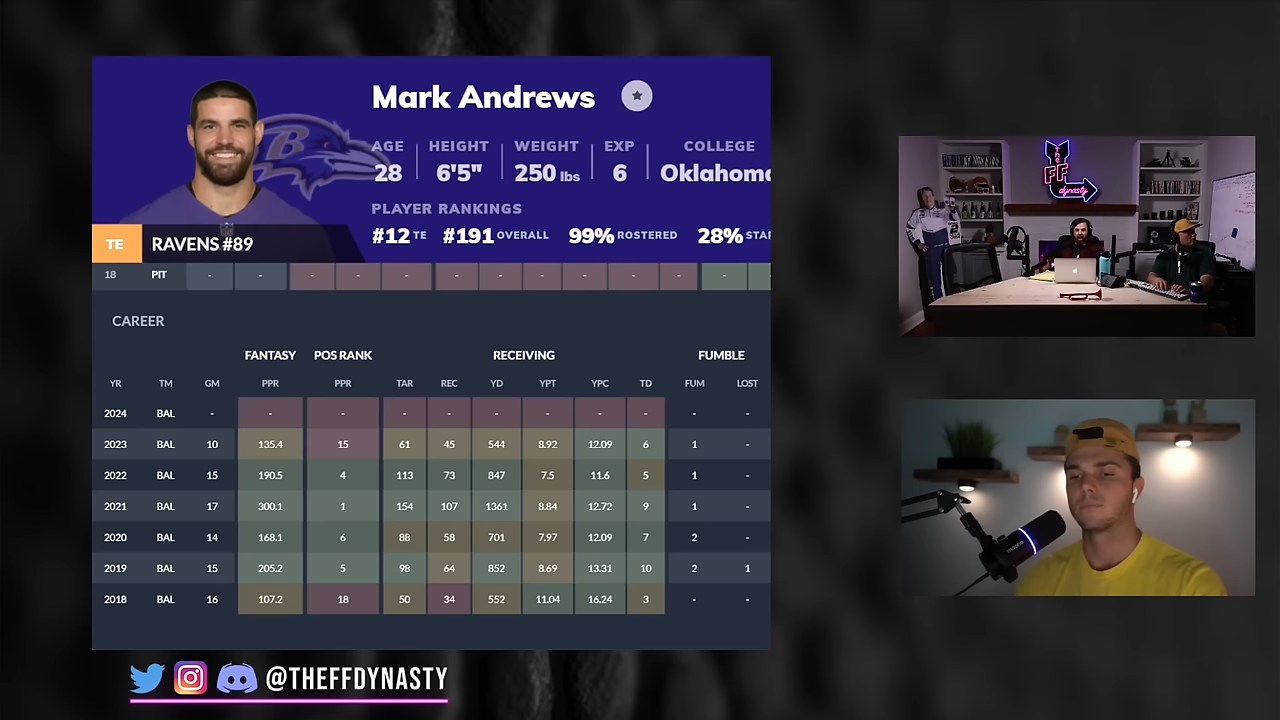 Mark Andrews
AGE HEIGHT WEIGHT EXP COLLEGE
28 6'5" 250 lbs 6 Oklahoma
PLAYER RANKINGS
#12 TE #191 OVERALL 99% ROSTERED 28% STAR
TE RAVENS #89
18 PIT - - - - - - - - - - - -
CAREER
FANTASY POS RANK RECEIVING FUMBLE
YR TM GM PPR PPR TAR REC YD YPT YPC TD FUM LOST
2024 BAL - - - - - - - - - - -
2023 BAL 10 135.4 15 61 45 544 8.92 12.09 6 1 -
2022 BAL 15 190.5 4 113 73 847 7.5 11.6 5 1 -
2021 BAL 17 300.1 1 154 107 1361 8.84 12.72 9 1 -
2020 BAL 14 168.1 6 88 58 701 7.97 12.09 7 2 -
2019 BAL 15 205.2 5 98 64 852 8.69 13.31 10 2 1
2018 BAL 16 107.2 18 50 34 552 11.04 16.24 3 - -
@THEFFDYNASTY
The
FF
dynasty